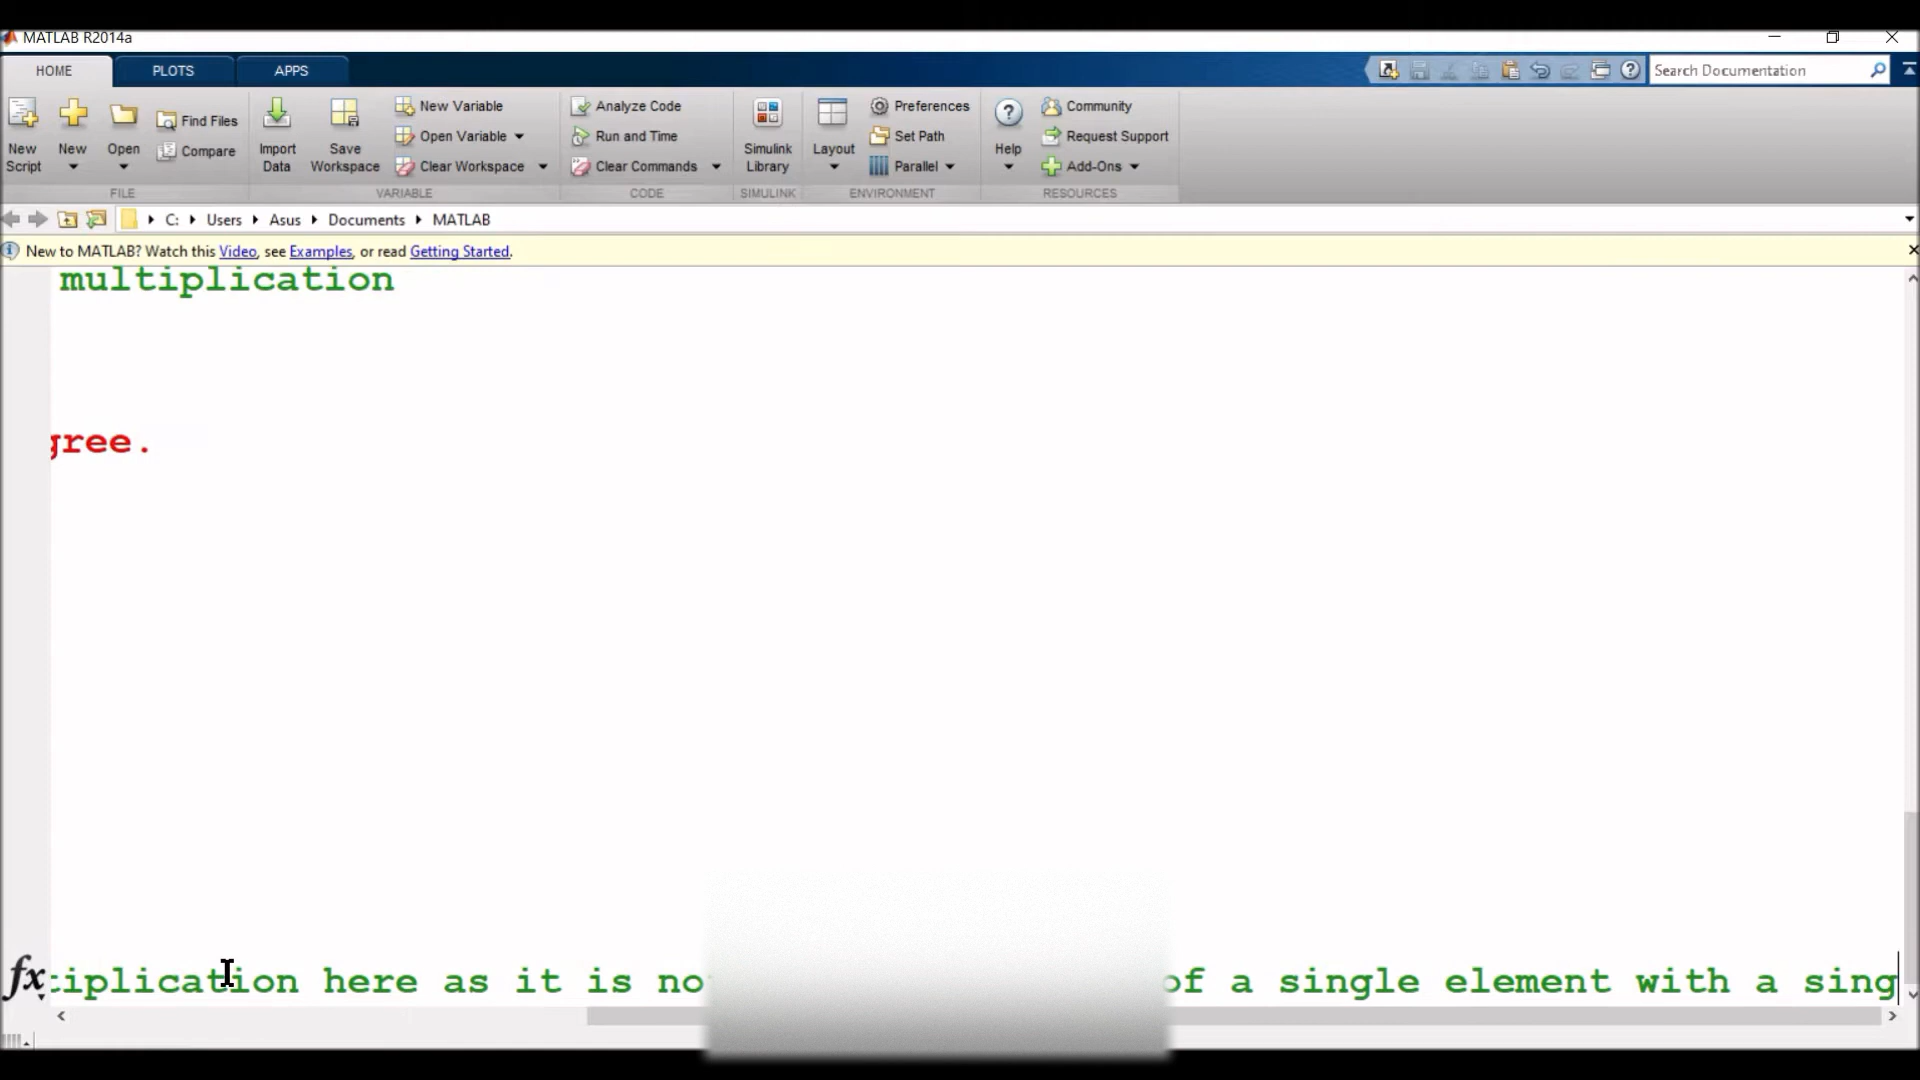 MATLAB R2014a
HOME PLOTS APPS
Search Documentation
New Script
New
Open
Find Files
Compare
Import Data
Save Workspace
New Variable
Open Variable
Clear Workspace
Analyze Code
Run and Time
Clear Commands
Simulink Library
Layout
Preferences
Set Path
Parallel
Help
Community
Request Support
Add-Ons
FILE VARIABLE CODE SIMULINK ENVIRONMENT RESOURCES
C: Users Asus Documents MATLAB
New to MATLAB? Watch this Video, see Examples, or read Getting Started.
multiplication
gree.
fx tiplication here as it is no of a single element with a sing